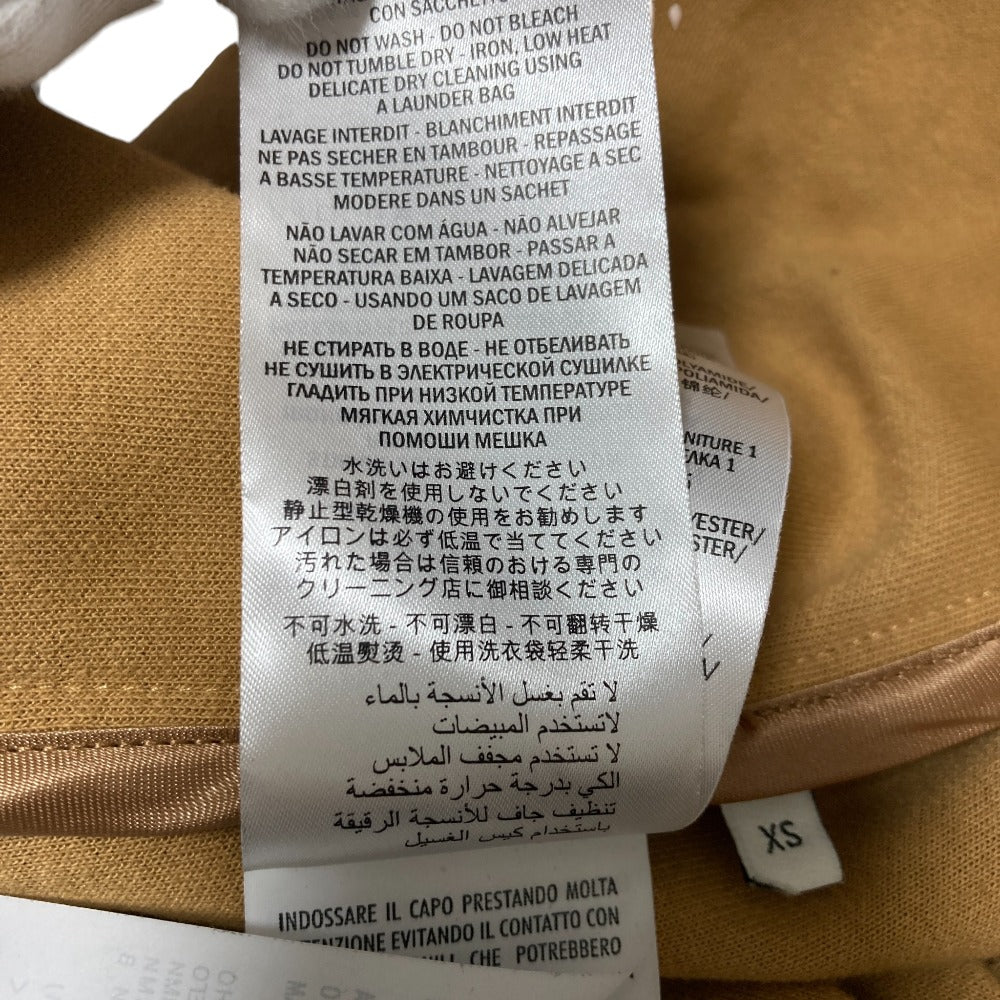 CON SACCHETTO
DO NOT WASH - DO NOT BLEACH
DO NOT TUMBLE DRY - IRON, LOW HEAT
DELICATE DRY CLEANING USING
A LAUNDER BAG
LAVAGE INTERDIT - BLANCHIMENT INTERDIT
NE PAS SECHER EN TAMBOUR - REPASSAGE
A BASSE TEMPERATURE - NETTOYAGE A SEC
MODERE DANS UN SACHET
NÃO LAVAR COM ÁGUA - NÃO ALVEJAR
NÃO SECAR EM TAMBOR - PASSAR A
TEMPERATURA BAIXA - LAVAGEM DELICADA
A SECO - USANDO UM SACO DE LAVAGEM
DE ROUPA
НЕ СТИРАТЬ В ВОДЕ - НЕ ОТБЕЛИВАТЬ
НЕ СУШИТЬ В ЭЛЕКТРИЧЕСКОЙ СУШИЛКЕ
ГЛАДИТЬ ПРИ НИЗКОЙ ТЕМПЕРАТУРЕ
МЯГКАЯ ХИМЧИСТКА ПРИ
ПОМОШИ МЕШКА
水洗いはお避けください
漂白剤を使用しないでください
静止型乾燥機の使用をお勧めします
アイロンは必ず低温で当ててください
汚れた場合は信頼のおける専門の
クリーニング店に御相談ください
不可水洗 - 不可漂白 - 不可翻转干燥
低温熨烫 - 使用洗衣袋轻柔干洗
لا تقم بغسل الأنسجة بالماء
لاتستخدم المبيضات
لا تستخدم مجفف الملابس
الكي بدرجة حرارة منخفضة
تنظيف جاف للأنسجة الرقيقة
باستخدام كيس الغسيل
INDOSSARE IL CAPO PRESTANDO MOLTA
EVITANDO IL CONTATTO CON
CHE POTREBBERO
LYAMIDE/
OLIAMIDA/
锦纶/
NITURE 1
ЕЛКА 1
YESTER/
STER/
XS